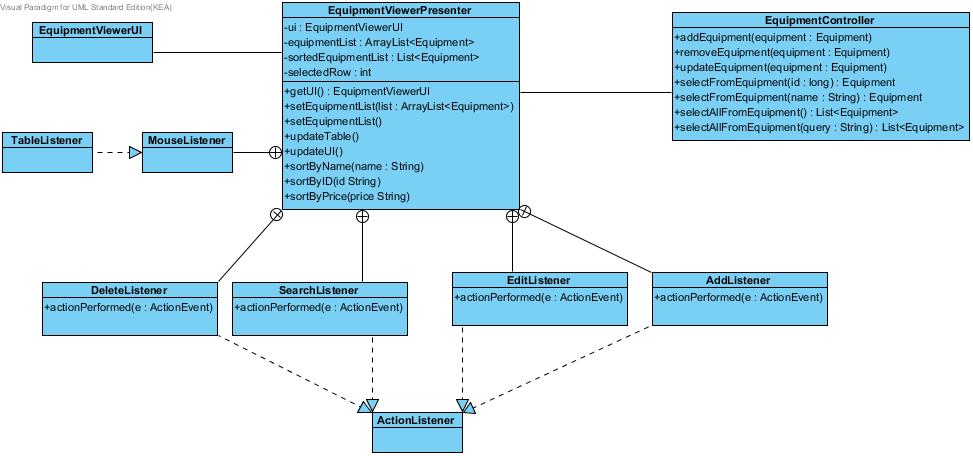 Visual Paradigm for UML Standard Edition(KEA)
EquipmentViewerUI
EquipmentViewerPresenter
-ui : EquipmentViewerUI
-equipmentList : ArrayList<Equipment>
-sortedEquipmentList : List<Equipment>
-selectedRow : int
+getUI() : EquipmentViewerUI
+setEquipmentList(list : ArrayList<Equipment>)
+setEquipmentList()
+updateTable()
+updateUI()
+sortByName(name : String)
+sortByID(id String)
+sortByPrice(price String)
EquipmentController
+addEquipment(equipment : Equipment)
+removeEquipment(equipment : Equipment)
+updateEquipment(equipment : Equipment)
+selectFromEquipment(id : long) : Equipment
+selectFromEquipment(name : String) : Equipment
+selectAllFromEquipment() : List<Equipment>
+selectAllFromEquipment(query : String) : List<Equipment>
TableListener
MouseListener
DeleteListener
+actionPerformed(e : ActionEvent)
SearchListener
+actionPerformed(e : ActionEvent)
EditListener
+actionPerformed(e : ActionEvent)
AddListener
+actionPerformed(e : ActionEvent)
ActionListener